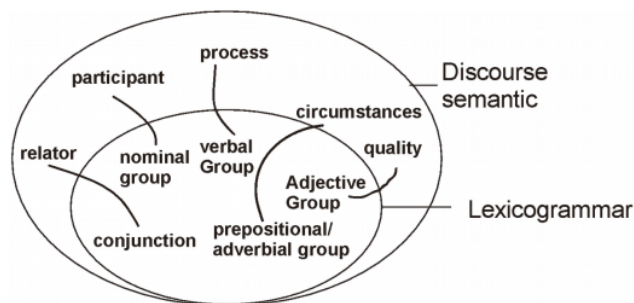 process
Discourse
semantic
participant
circumstances
relator
nominal
group
verbal
Group
quality
Adjective
Group
Lexicogrammar
conjunction
prepositional/
adverbial group